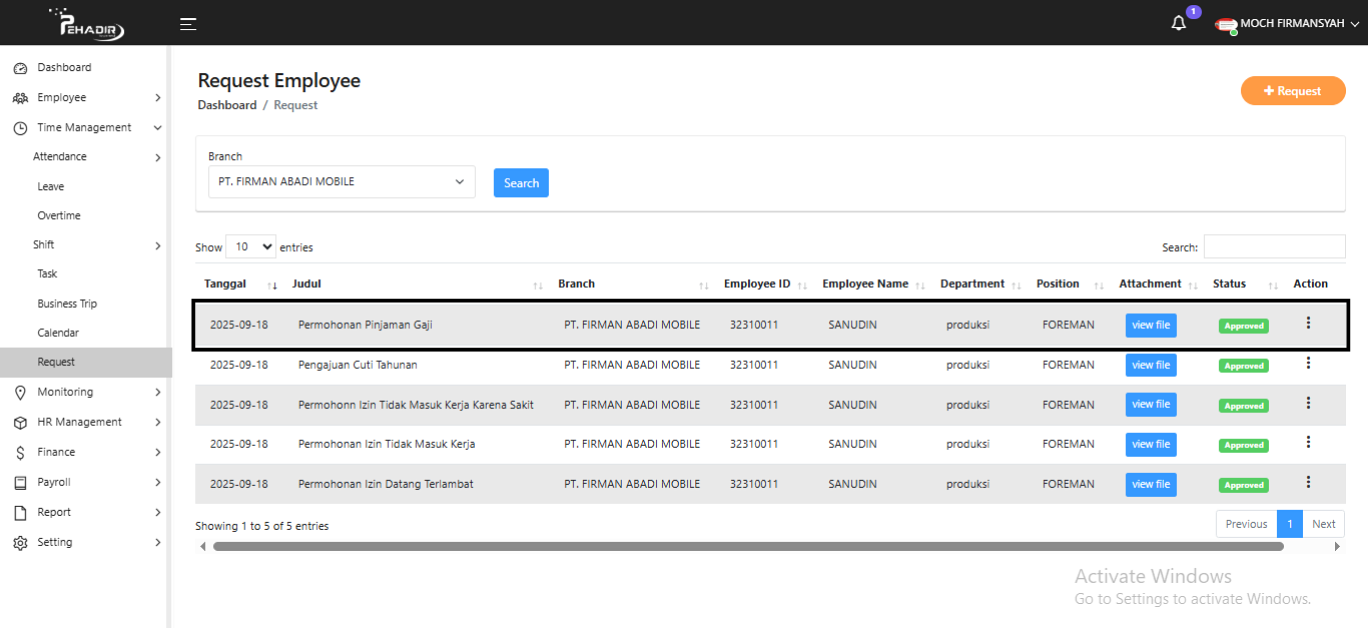 PEHADIR
1
MOCH FIRMANSYAH
Dashboard
Employee
Time Management
Attendance
Leave
Overtime
Shift
Task
Business Trip
Calendar
Request
Monitoring
HR Management
Finance
Payroll
Report
Setting
Request Employee
Dashboard / Request
+ Request
Branch
PT. FIRMAN ABADI MOBILE
Search
Show 10 entries
Search:
Tanggal Judul Branch Employee ID Employee Name Department Position Attachment Status Action
2025-09-18 Permohonan Pinjaman Gaji PT. FIRMAN ABADI MOBILE 32310011 SANUDIN produksi FOREMAN view file Approved
2025-09-18 Pengajuan Cuti Tahunan PT. FIRMAN ABADI MOBILE 32310011 SANUDIN produksi FOREMAN view file Approved
2025-09-18 Permohonn Izin Tidak Masuk Kerja Karena Sakit PT. FIRMAN ABADI MOBILE 32310011 SANUDIN produksi FOREMAN view file Approved
2025-09-18 Permohonan Izin Tidak Masuk Kerja PT. FIRMAN ABADI MOBILE 32310011 SANUDIN produksi FOREMAN view file Approved
2025-09-18 Permohonan Izin Datang Terlambat PT. FIRMAN ABADI MOBILE 32310011 SANUDIN produksi FOREMAN view file Approved
Showing 1 to 5 of 5 entries
Previous 1 Next
Activate Windows
Go to Settings to activate Windows.